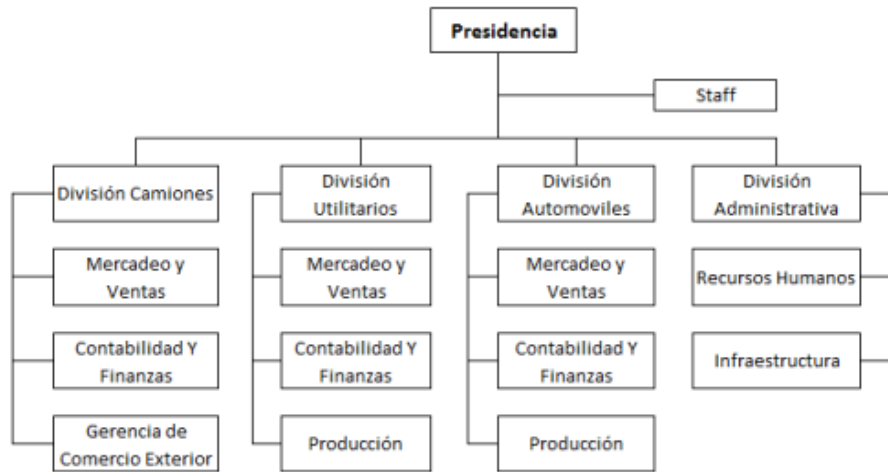 Presidencia
Staff
División Camiones
División
Utilitarios
División
Automoviles
División
Administrativa
Mercadeo y
Ventas
Mercadeo y
Ventas
Mercadeo y
Ventas
Recursos Humanos
Contabilidad Y
Finanzas
Contabilidad Y
Finanzas
Contabilidad Y
Finanzas
Infraestructura
Gerencia de
Comercio Exterior
Producción
Producción